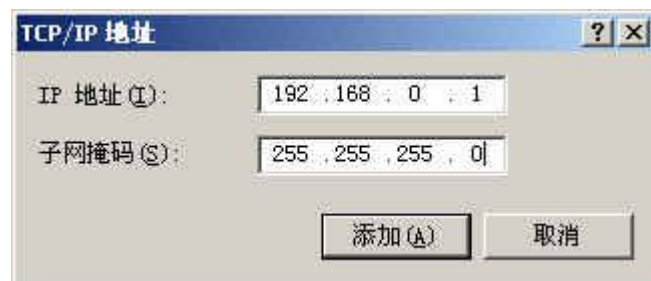 TCP/IP 地址
IP 地址(I): 192 .168 . 0 . 1
子网掩码(S): 255 .255 .255 . 0
添加(A) 取消